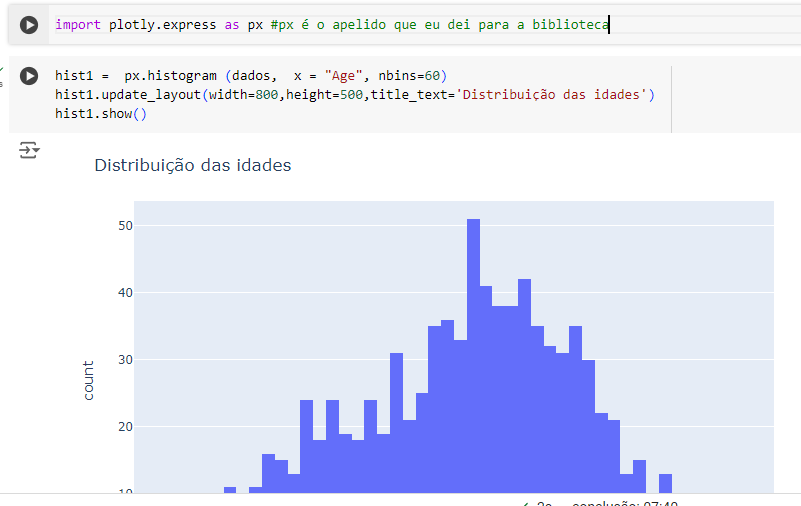 import plotly.express as px #px é o apelido que eu dei para a biblioteca
hist1 =  px.histogram (dados,  x = "Age", nbins=60)
hist1.update_layout(width=800,height=500,title_text='Distribuição das idades')
hist1.show()
Distribuição das idades
50
40
30
20
10
count
2s conclusão: 07:40